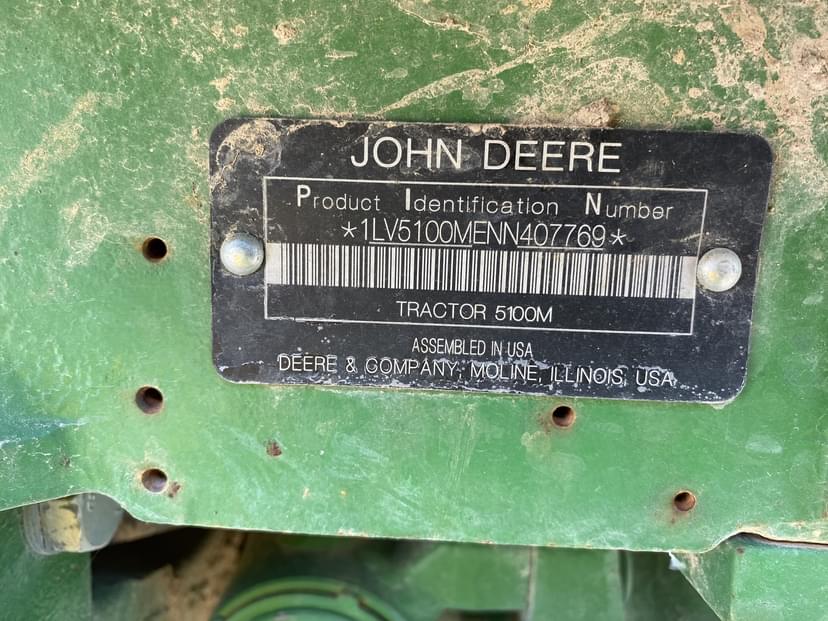 JOHN DEERE
Product Identification Number
*1LV5100MENN407769*
TRACTOR 5100M
ASSEMBLED IN USA
DEERE & COMPANY, MOLINE, ILLINOIS, USA